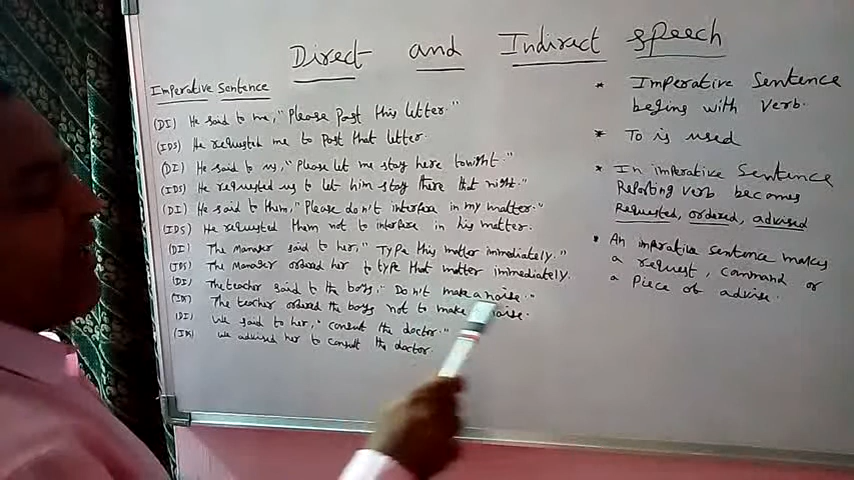 Direct and Indirect speech
Imperative Sentence
(DI) He said to me, "Please Post this letter."
(IDS) He requested me to post that letter.
(DI) He said to us, "Please let me stay here tonight."
(IDS) He requested us to let him stay there that night."
(DI) He said to them, "Please don't interfere in my matter."
(IDS) He requested them not to interfere in his matter.
(DI) The manager said to her, "Type this matter immediately."
(IDS) The manager ordered her to type that matter immediately.
(DI) The teacher said to the boys, "Don't make a noise."
(IDS) The teacher ordered the boys not to make noise.
(DI) We said to her, "consult the doctor."
(IDS) we advised her to consult the doctor.
* Imperative Sentence
begins with verb.
* To is used
* In imperative Sentence
Reporting verb becomes
Requested, ordered, advised
* An imperative sentence makes
a request, command or
a Piece of advise.